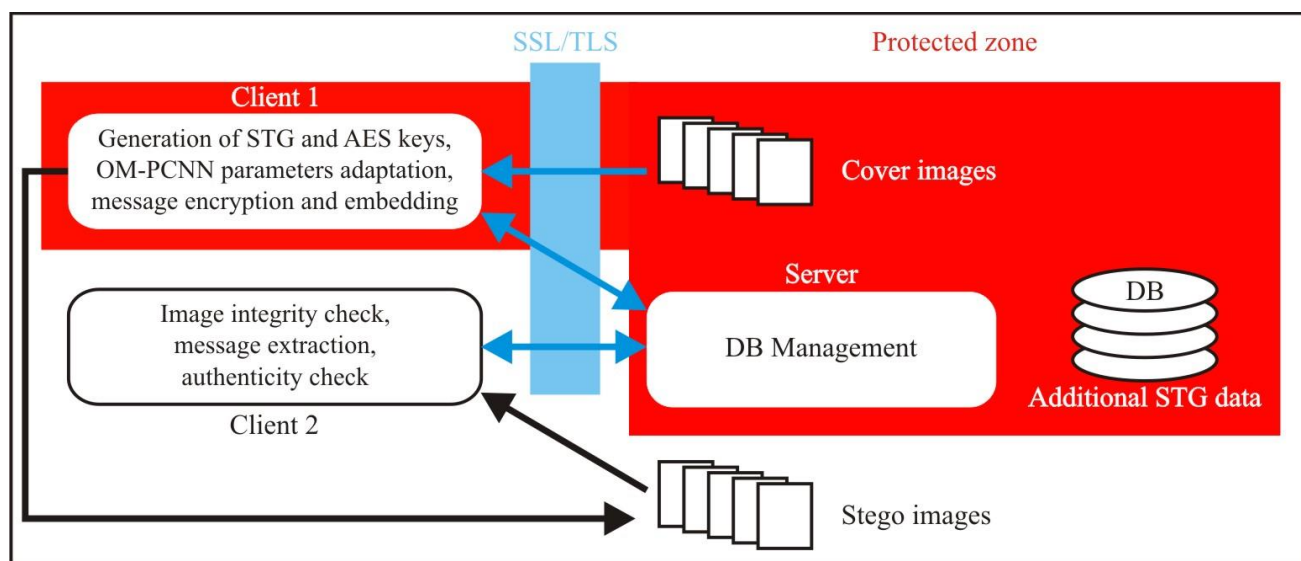 SSL/TLS
Protected zone
Client 1
Generation of STG and AES keys,
OM-PCNN parameters adaptation,
message encryption and embedding
Cover images
Server
DB Management
DB
Additional STG data
Image integrity check,
message extraction,
authenticity check
Client 2
Stego images